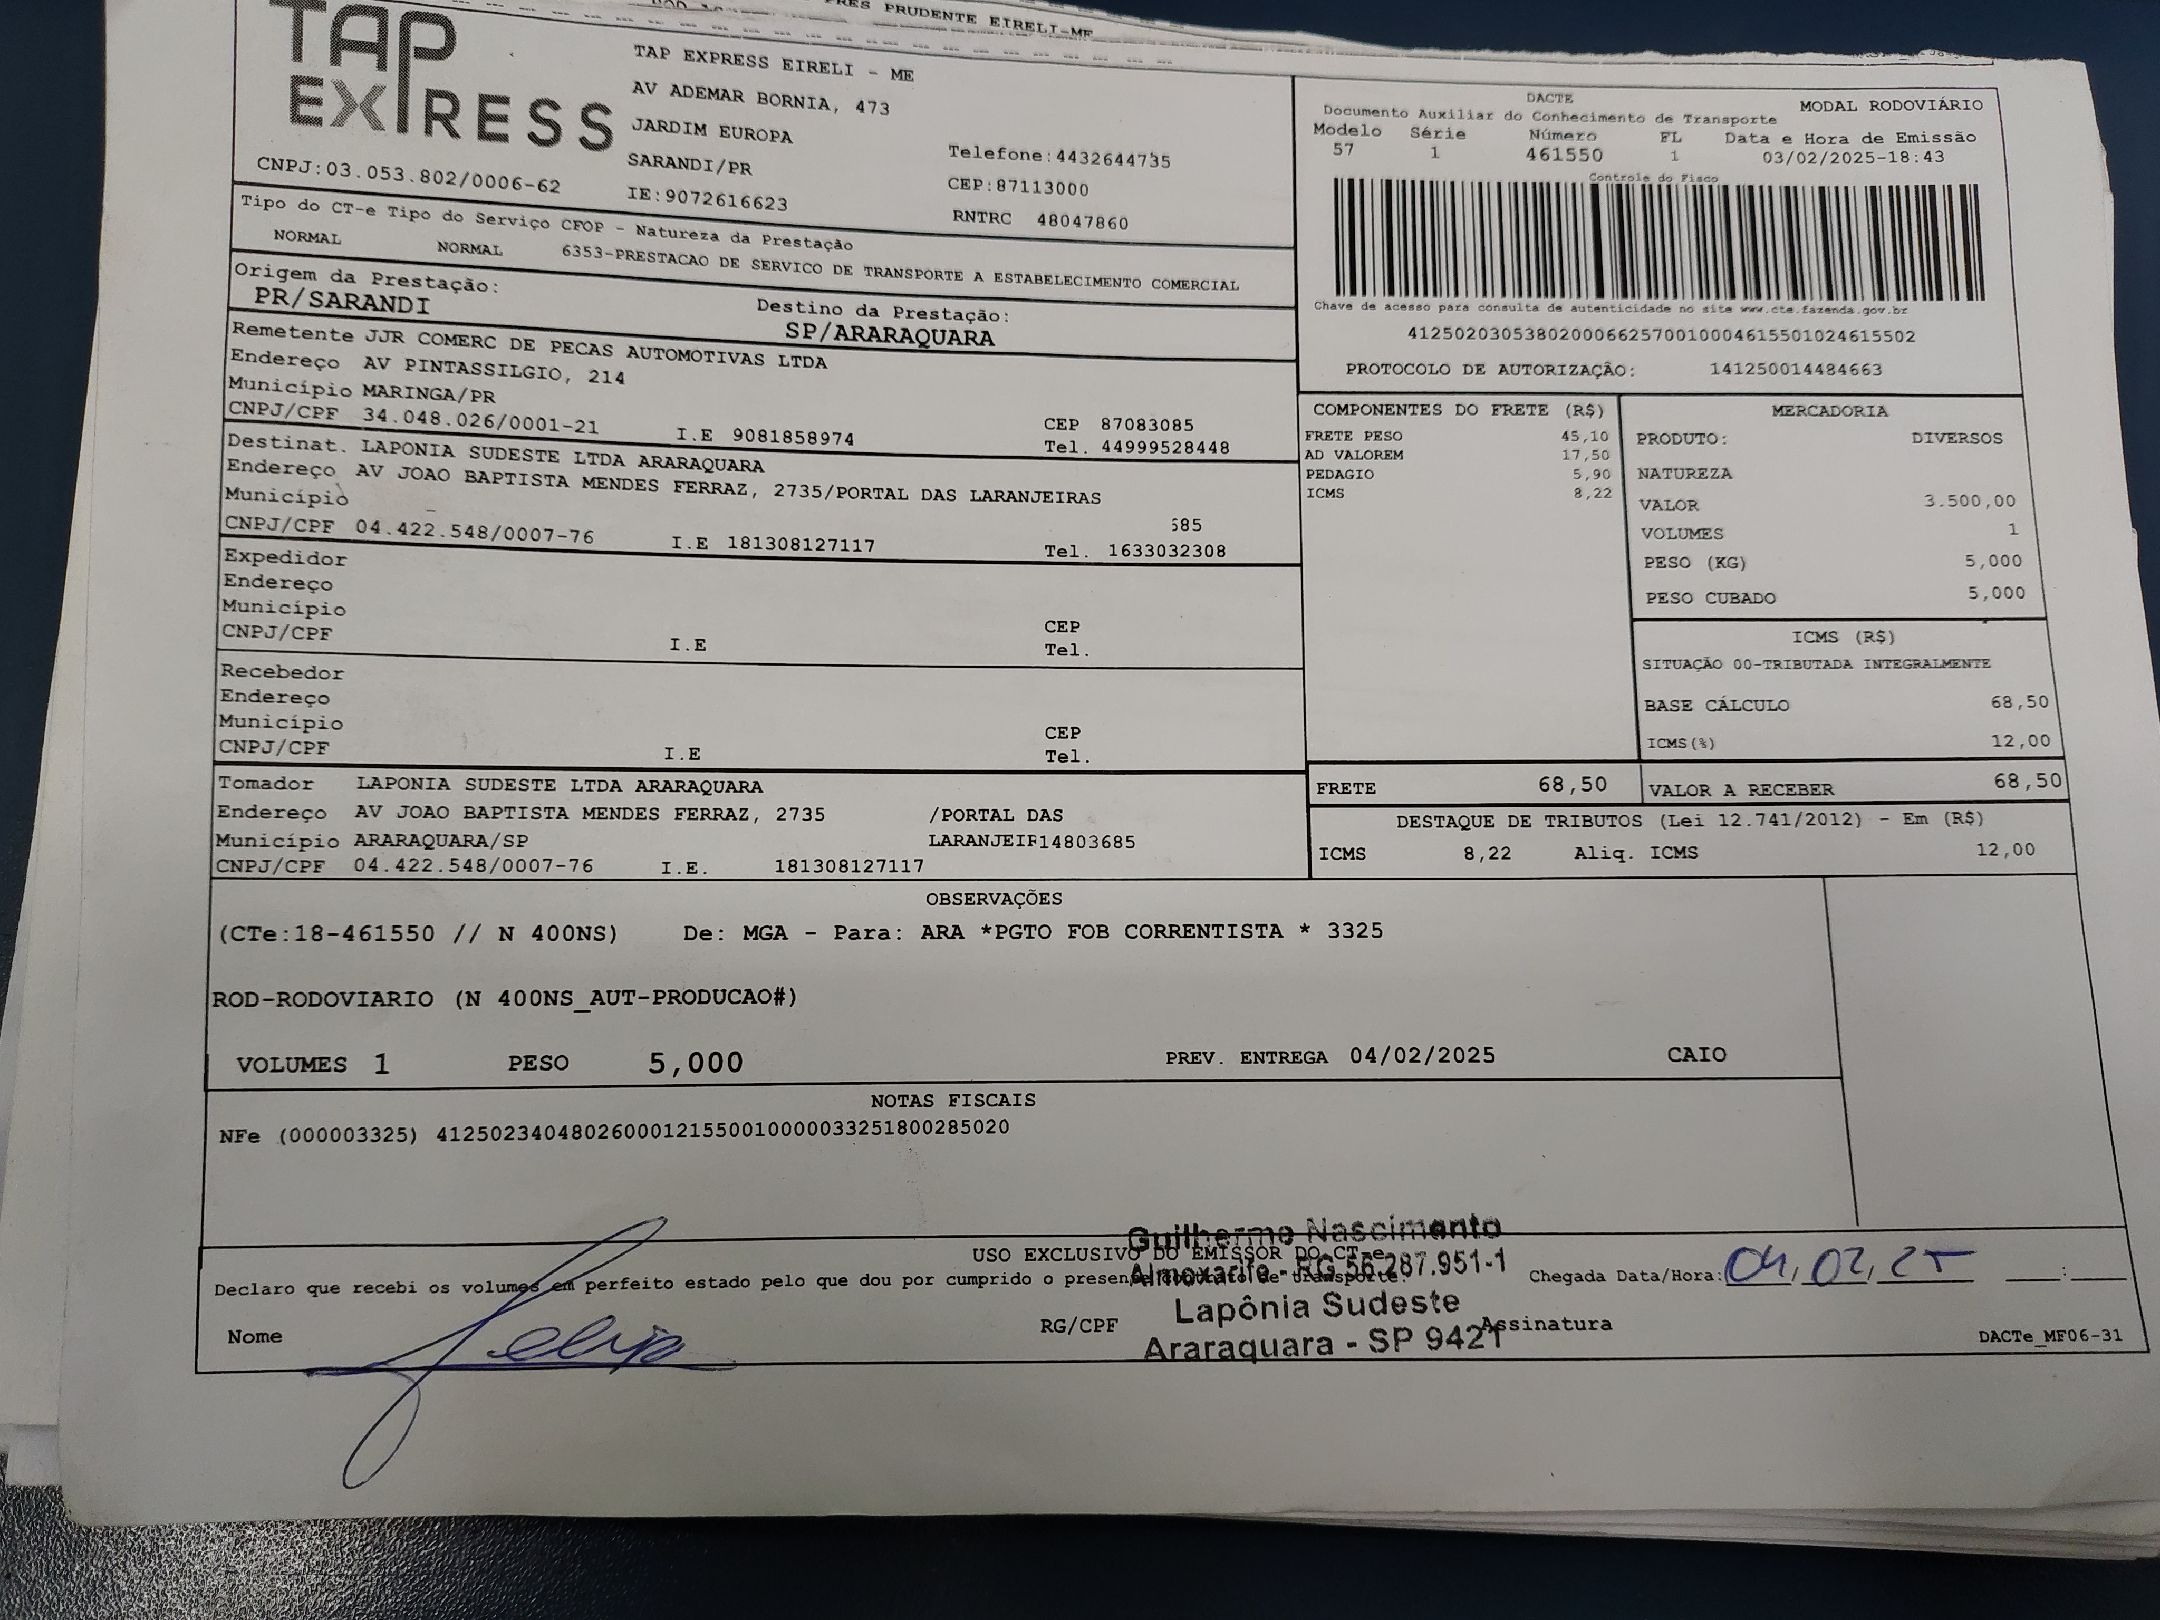 PRES PRUDENTE EIRELI-ME
TAP
EXPRESS
CNPJ:03.053.802/0006-62
TAP EXPRESS EIRELI - ME
AV ADEMAR BORNIA, 473
JARDIM EUROPA
SARANDI/PR
IE:9072616623
Telefone:4432644735
CEP:87113000
RNTRC 48047860
DACTE
MODAL RODOVIÁRIO
Documento Auxiliar do Conhecimento de Transporte
Modelo Série Número FL Data e Hora de Emissão
57 1 461550 1 03/02/2025-18:43
Controle do Fisco
Chave de acesso para consulta de autenticidade no site www.cte.fazenda.gov.br
41250203053802000662570010004615501024615502
PROTOCOLO DE AUTORIZAÇÃO: 141250014484663
Tipo do CT-e Tipo do Serviço CFOP - Natureza da Prestação
NORMAL NORMAL 6353-PRESTACAO DE SERVICO DE TRANSPORTE A ESTABELECIMENTO COMERCIAL
Origem da Prestação:
PR/SARANDI
Destino da Prestação:
SP/ARARAQUARA
Remetente JJR COMERC DE PECAS AUTOMOTIVAS LTDA
Endereço AV PINTASSILGIO, 214
Município MARINGA/PR
CNPJ/CPF 34.048.026/0001-21 I.E 9081858974
CEP 87083085
Tel. 44999528448
Destinat. LAPONIA SUDESTE LTDA ARARAQUARA
Endereço AV JOAO BAPTISTA MENDES FERRAZ, 2735/PORTAL DAS LARANJEIRAS
Município
685
CNPJ/CPF 04.422.548/0007-76 I.E 181308127117 Tel. 1633032308
Expedidor
Endereço
Município
CEP
CNPJ/CPF I.E Tel.
Recebedor
Endereço
Município
CEP
CNPJ/CPF I.E Tel.
Tomador LAPONIA SUDESTE LTDA ARARAQUARA
Endereço AV JOAO BAPTISTA MENDES FERRAZ, 2735 /PORTAL DAS
Município ARARAQUARA/SP LARANJEIR14803685
CNPJ/CPF 04.422.548/0007-76 I.E. 181308127117
COMPONENTES DO FRETE (R$)
FRETE PESO 45,10
AD VALOREM 17,50
PEDAGIO 5,90
ICMS 8,22
MERCADORIA
PRODUTO: DIVERSOS
NATUREZA
VALOR 3.500,00
VOLUMES 1
PESO (KG) 5,000
PESO CUBADO 5,000
ICMS (R$)
SITUAÇÃO 00-TRIBUTADA INTEGRALMENTE
BASE CÁLCULO 68,50
ICMS(%) 12,00
FRETE 68,50 VALOR A RECEBER 68,50
DESTAQUE DE TRIBUTOS (Lei 12.741/2012) - Em (R$)
ICMS 8,22 Aliq. ICMS 12,00
OBSERVAÇÕES
(CTe:18-461550 // N 400NS) De: MGA - Para: ARA *PGTO FOB CORRENTISTA * 3325
ROD-RODOVIARIO (N 400NS_AUT-PRODUCAO#)
VOLUMES 1 PESO 5,000 PREV. ENTREGA 04/02/2025 CAIO
NOTAS FISCAIS
NFe (000003325) 41250234048026000121550010000033251800285020
USO EXCLUSIVO DO EMISSOR DO CT-e
Declaro que recebi os volumes em perfeito estado pelo que dou por cumprido o presente contrato de transporte.
Chegada Data/Hora: 04,02,25 :
Guilherme Nascimento
Almoxarife - RG 56.287.951-1
Lapônia Sudeste
Araraquara - SP 9421
Nome Felipe RG/CPF Assinatura
DACTe_MF06-31